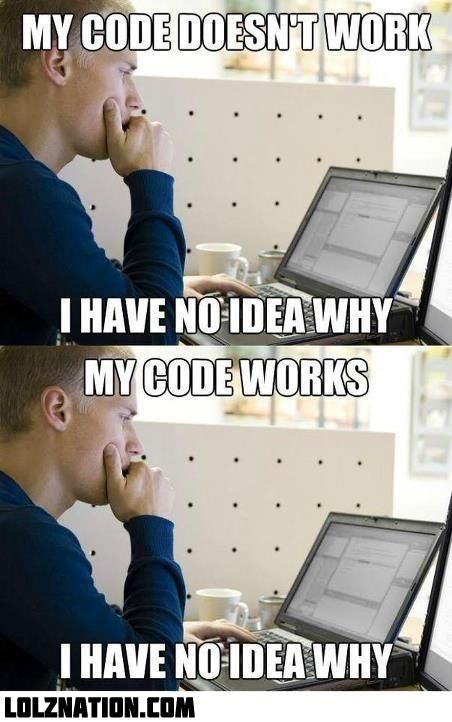 MY CODE DOESN'T WORK
I HAVE NO IDEA WHY
MY CODE WORKS
I HAVE NO IDEA WHY
LOLZNATION.COM